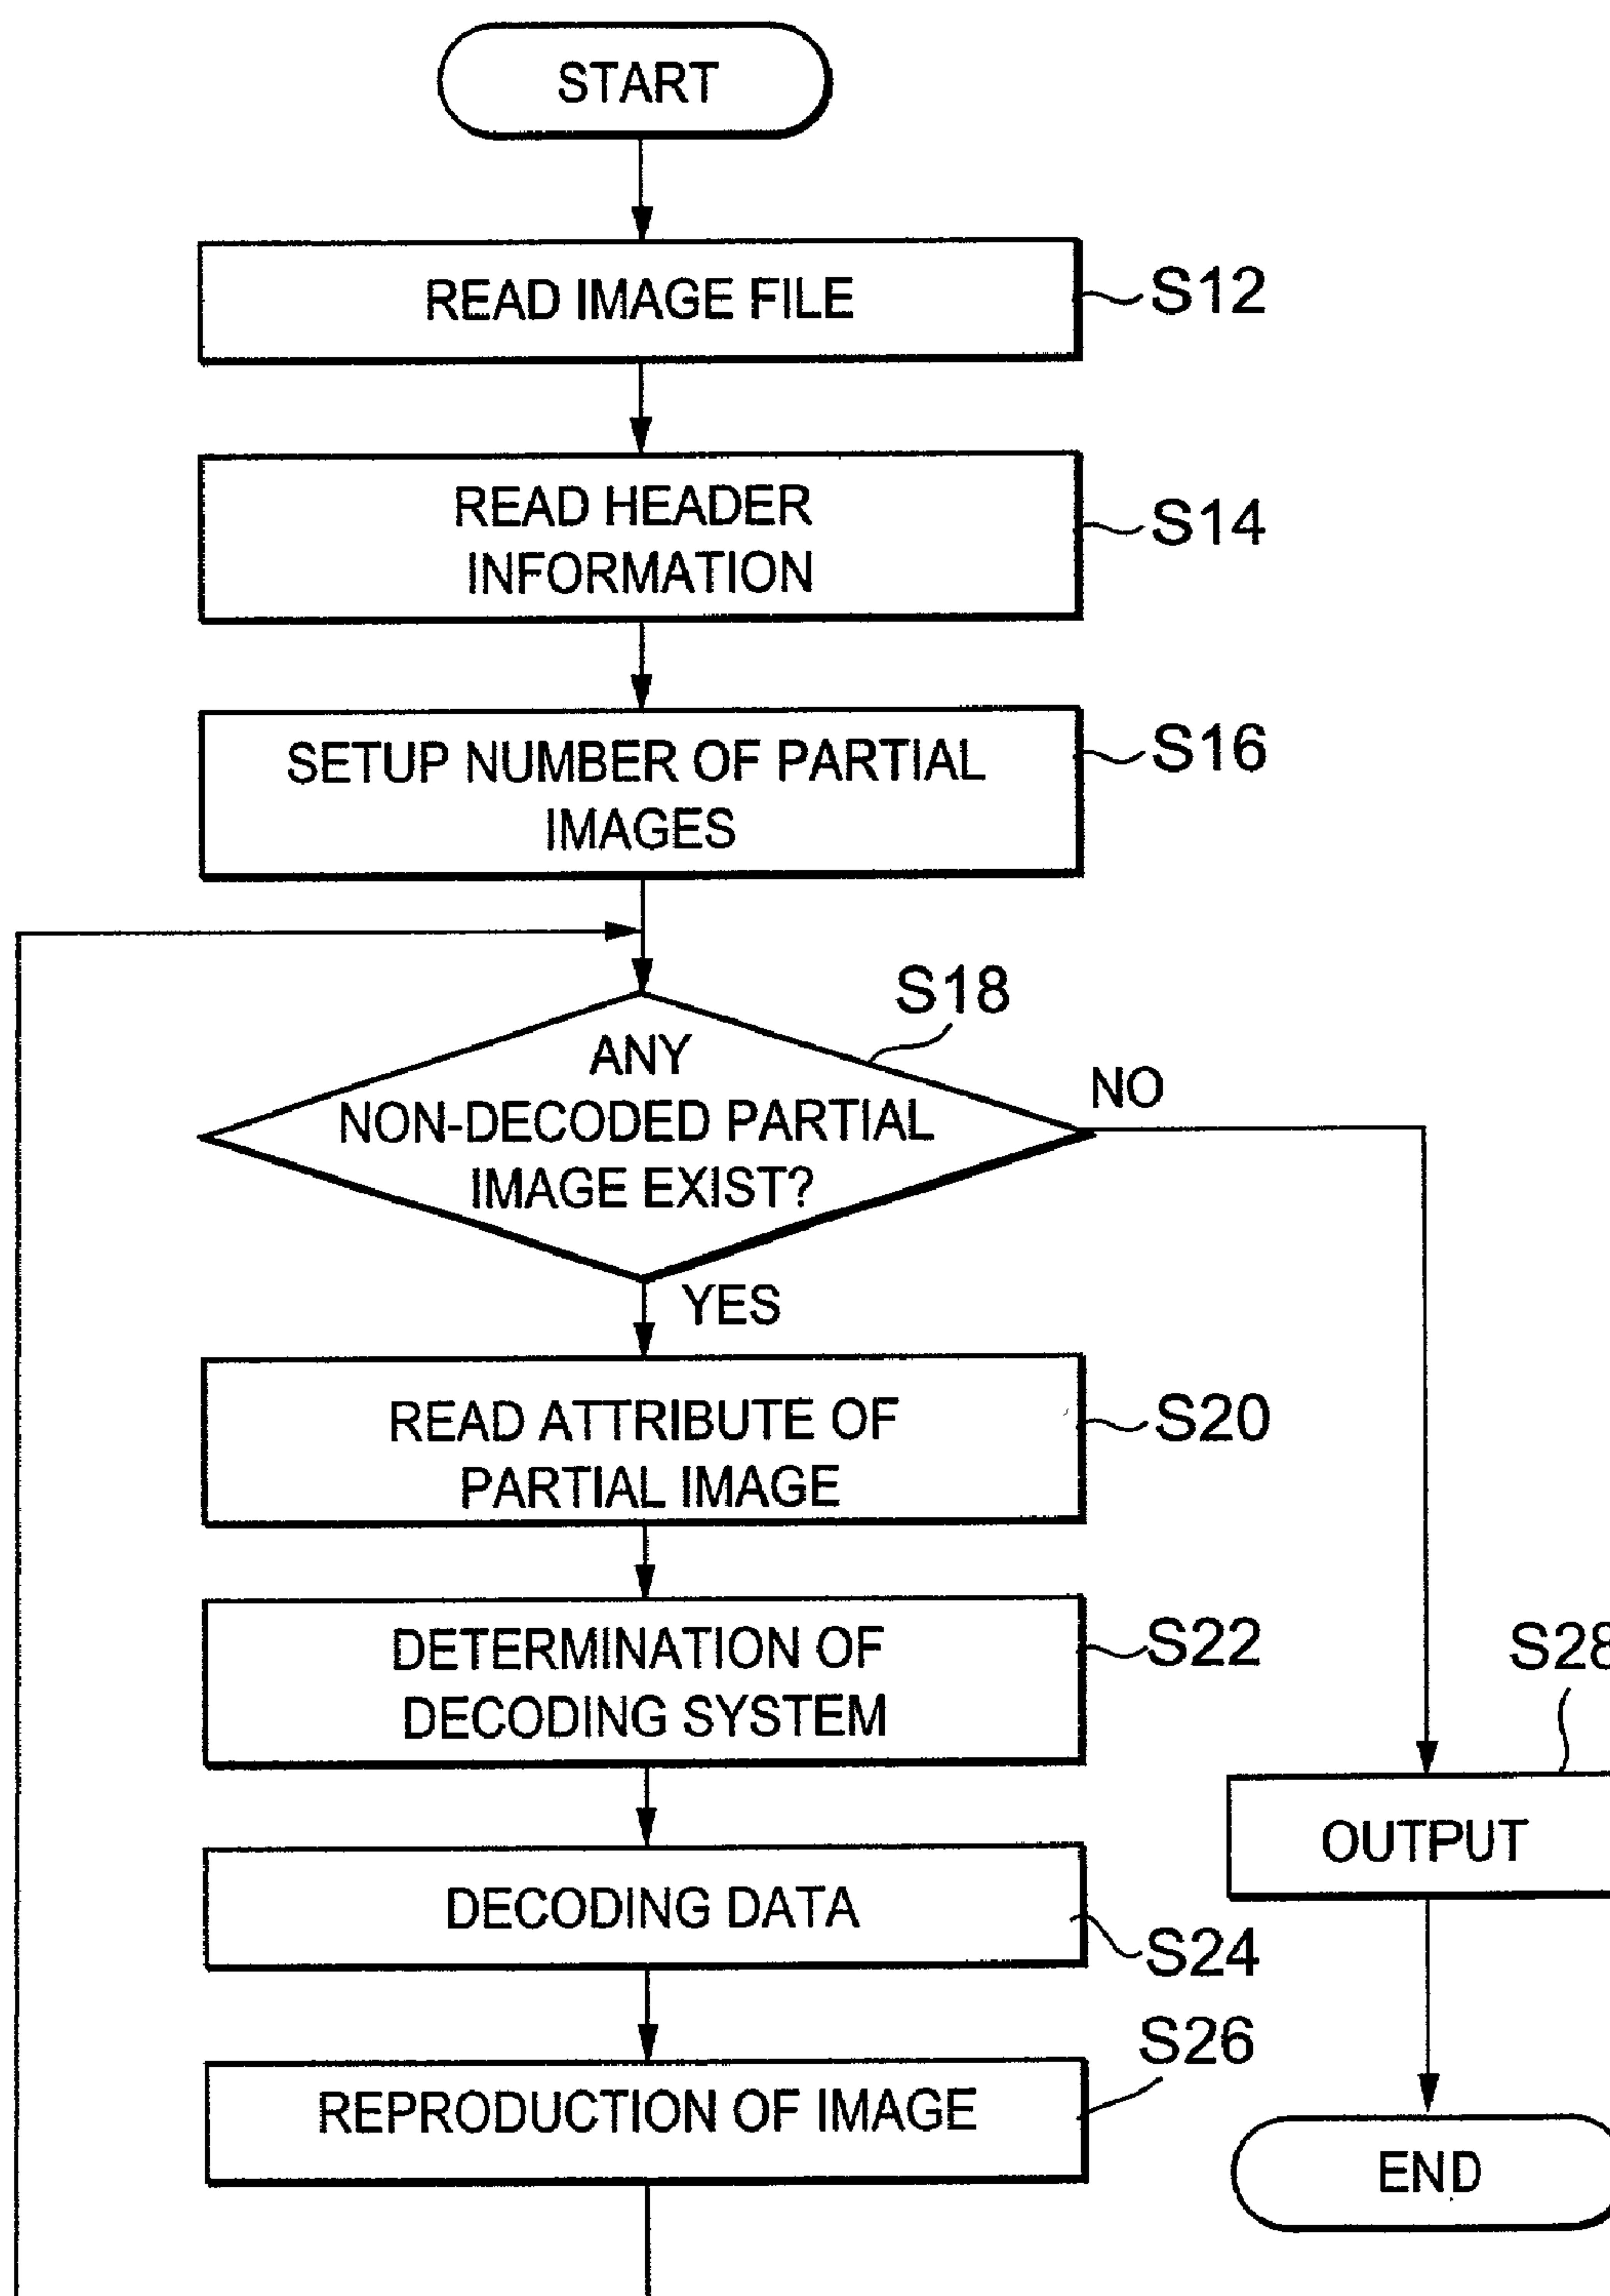 START
READ IMAGE FILE
S12
READ HEADER
INFORMATION
S14
SETUP NUMBER OF PARTIAL
IMAGES
S16
S18
ANY
NON-DECODED PARTIAL
IMAGE EXIST?
NO
YES
READ ATTRIBUTE OF
PARTIAL IMAGE
S20
DETERMINATION OF
DECODING SYSTEM
S22
S28
DECODING DATA
S24
OUTPUT
REPRODUCTION OF IMAGE
S26
END